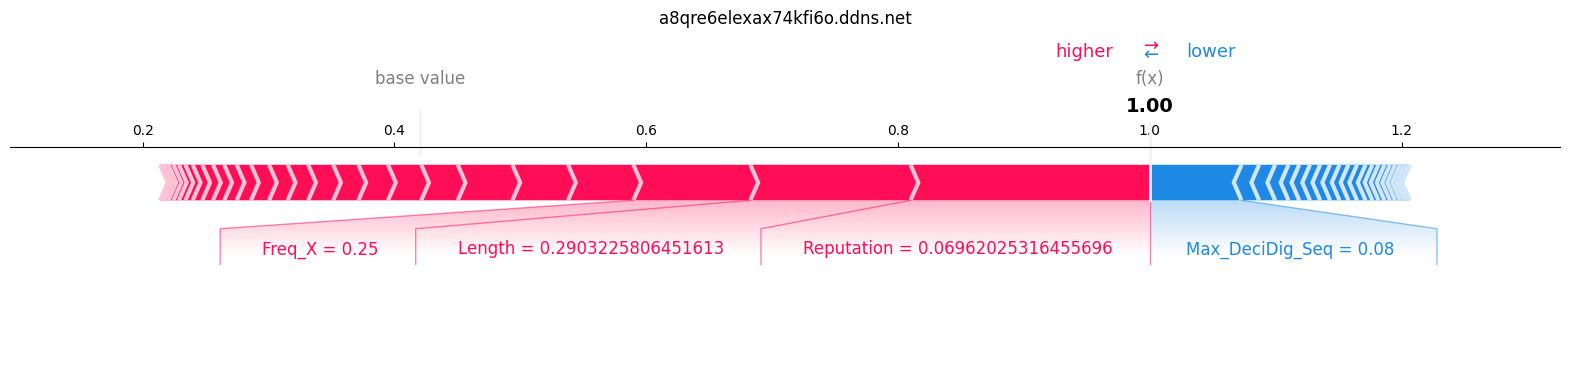 a8qre6elexax74kfi6o.ddns.net
higher ⇄ lower
base value f(x)
1.00
0.2 0.4 0.6 0.8 1.0 1.2
Freq_X = 0.25 Length = 0.2903225806451613 Reputation = 0.06962025316455696 Max_DeciDig_Seq = 0.08